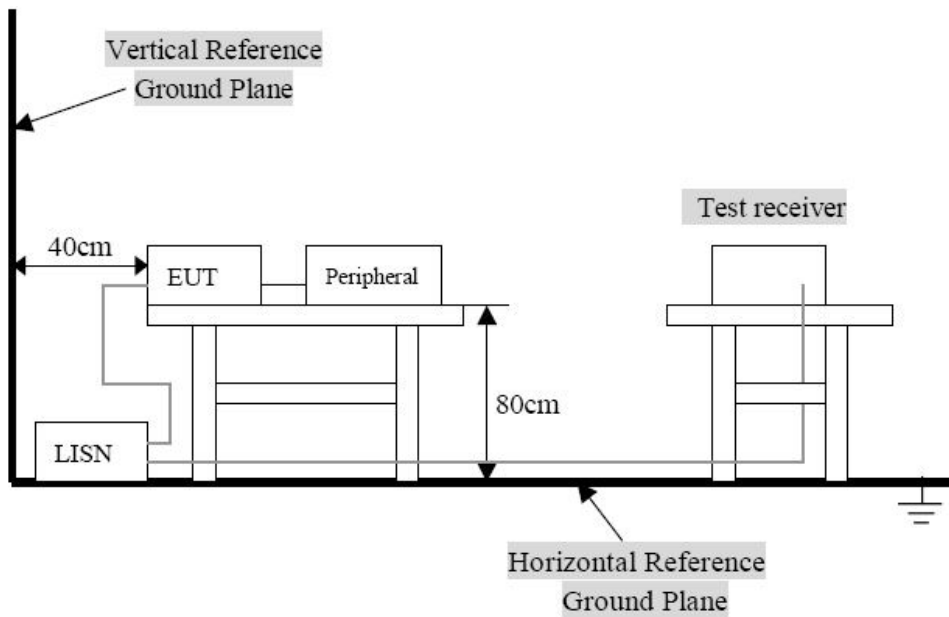 Vertical Reference
Ground Plane
Test receiver
40cm
EUT
Peripheral
80cm
LISN
Horizontal Reference
Ground Plane